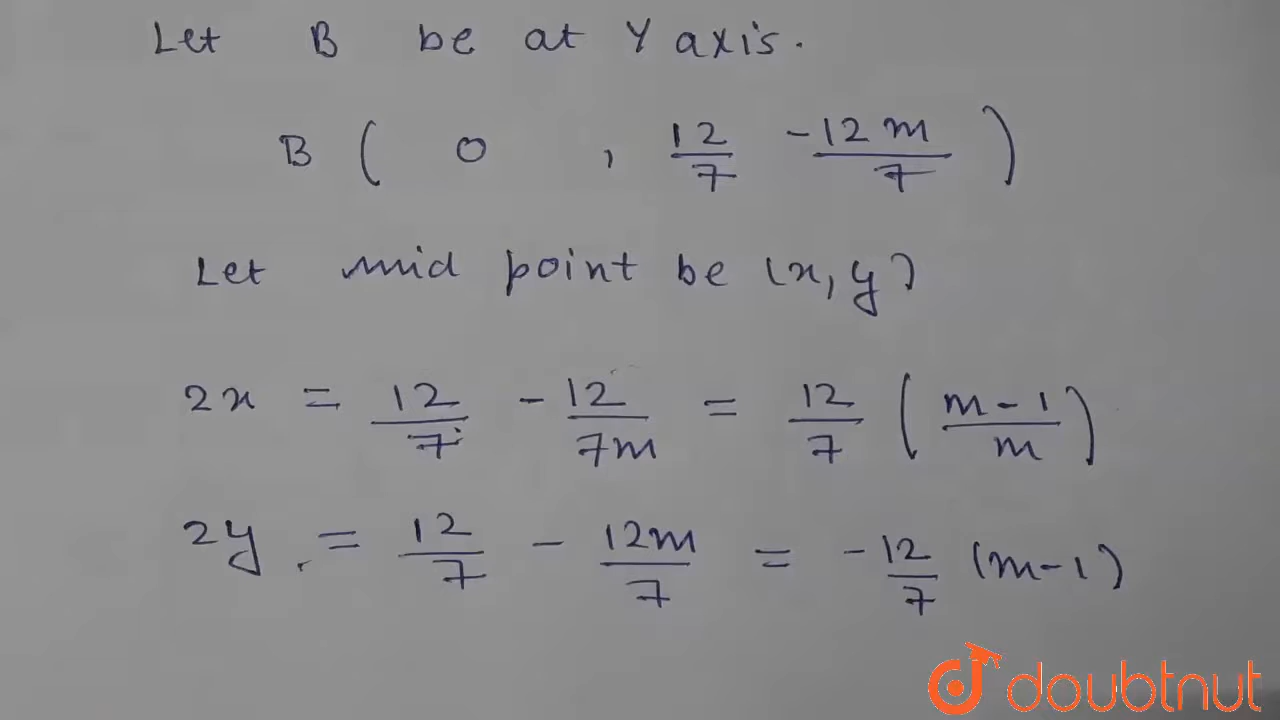 Let B be at Y axis.
B ( 0 , 12/7 - 12m/7 )
Let mid point be (x, y)
2x = 12/7 - 12/7m = 12/7 ( m-1/m )
2y = 12/7 - 12m/7 = -12/7 (m-1)
doubtnut